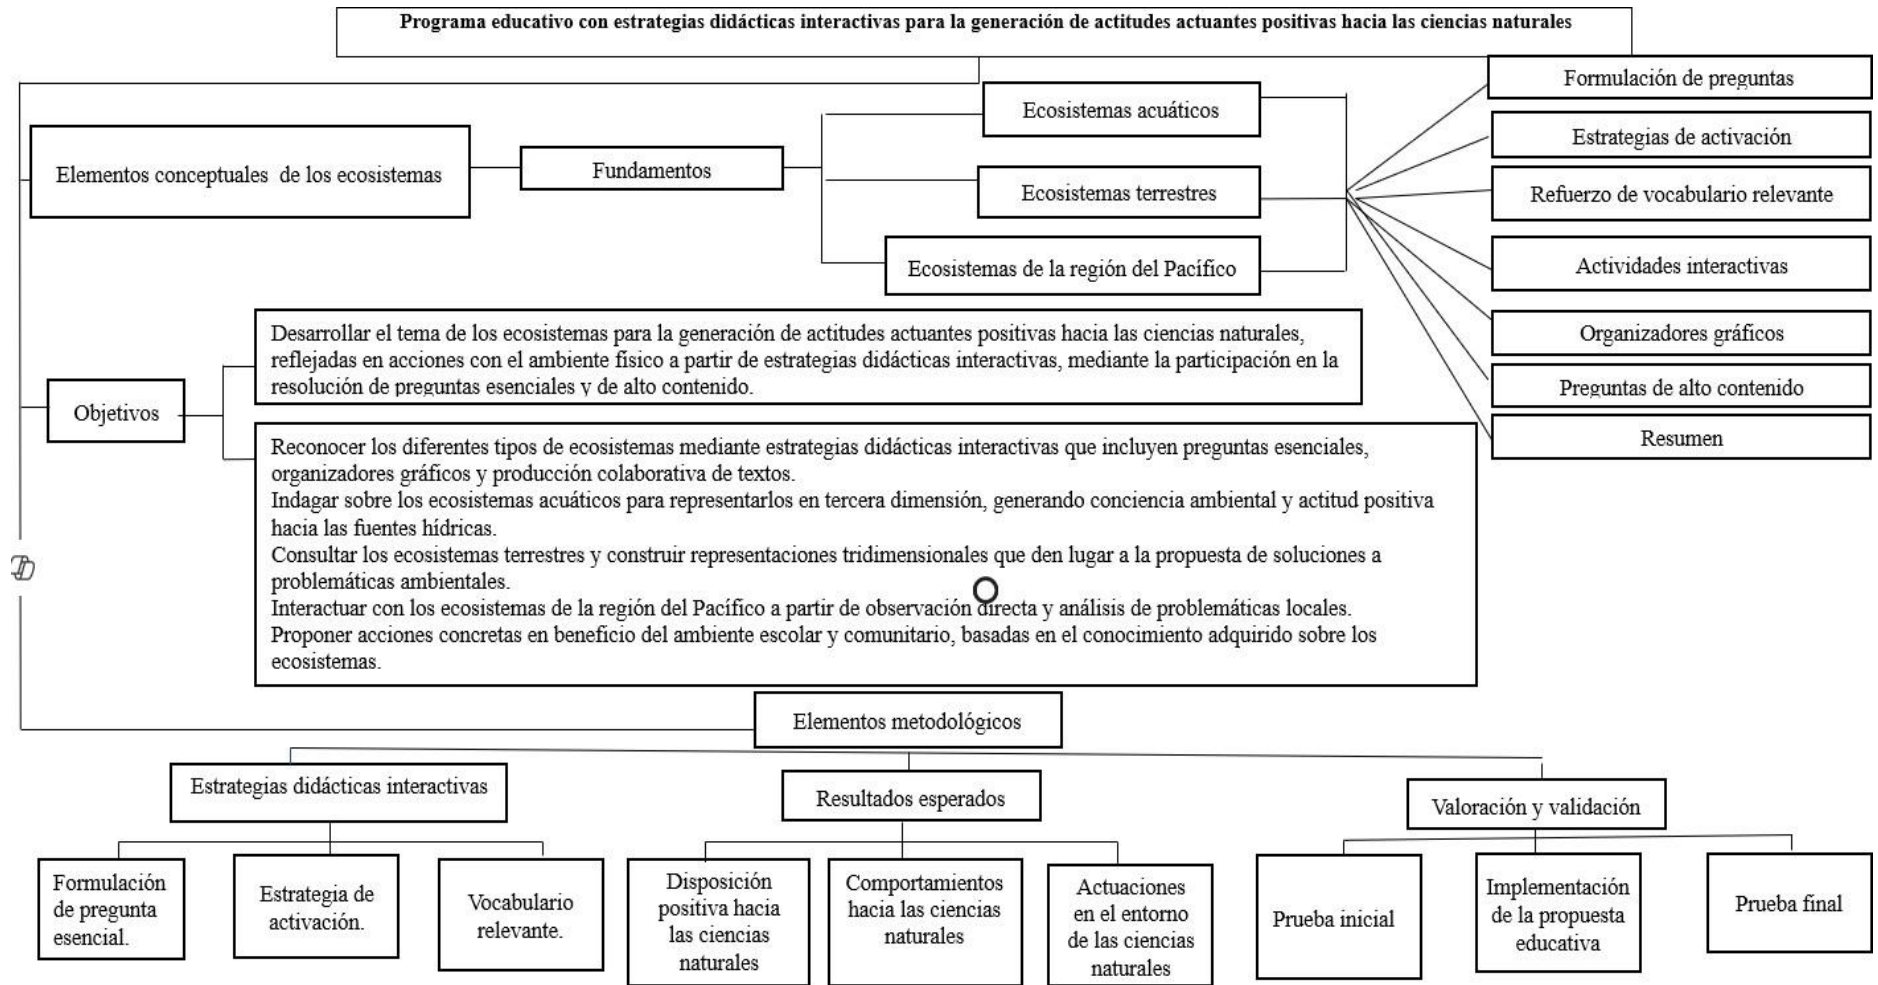 Programa educativo con estrategias didácticas interactivas para la generación de actitudes actuantes positivas hacia las ciencias naturales
Elementos conceptuales de los ecosistemas
Fundamentos
Ecosistemas acuáticos
Ecosistemas terrestres
Ecosistemas de la región del Pacífico
Formulación de preguntas
Estrategias de activación
Refuerzo de vocabulario relevante
Actividades interactivas
Organizadores gráficos
Preguntas de alto contenido
Resumen
Objetivos
Desarrollar el tema de los ecosistemas para la generación de actitudes actuantes positivas hacia las ciencias naturales,
reflejadas en acciones con el ambiente físico a partir de estrategias didácticas interactivas, mediante la participación en la
resolución de preguntas esenciales y de alto contenido.
Reconocer los diferentes tipos de ecosistemas mediante estrategias didácticas interactivas que incluyen preguntas esenciales,
organizadores gráficos y producción colaborativa de textos.
Indagar sobre los ecosistemas acuáticos para representarlos en tercera dimensión, generando conciencia ambiental y actitud positiva
hacia las fuentes hídricas.
Consultar los ecosistemas terrestres y construir representaciones tridimensionales que den lugar a la propuesta de soluciones a
problemáticas ambientales.
Interactuar con los ecosistemas de la región del Pacífico a partir de observación directa y análisis de problemáticas locales.
Proponer acciones concretas en beneficio del ambiente escolar y comunitario, basadas en el conocimiento adquirido sobre los
ecosistemas.
Elementos metodológicos
Estrategias didácticas interactivas
Formulación
de pregunta
esencial.
Estrategia de
activación.
Vocabulario
relevante.
Resultados esperados
Disposición
positiva hacia
las ciencias
naturales
Comportamientos
hacia las ciencias
naturales
Actuaciones
en el entorno
de las ciencias
naturales
Valoración y validación
Prueba inicial
Implementación
de la propuesta
educativa
Prueba final